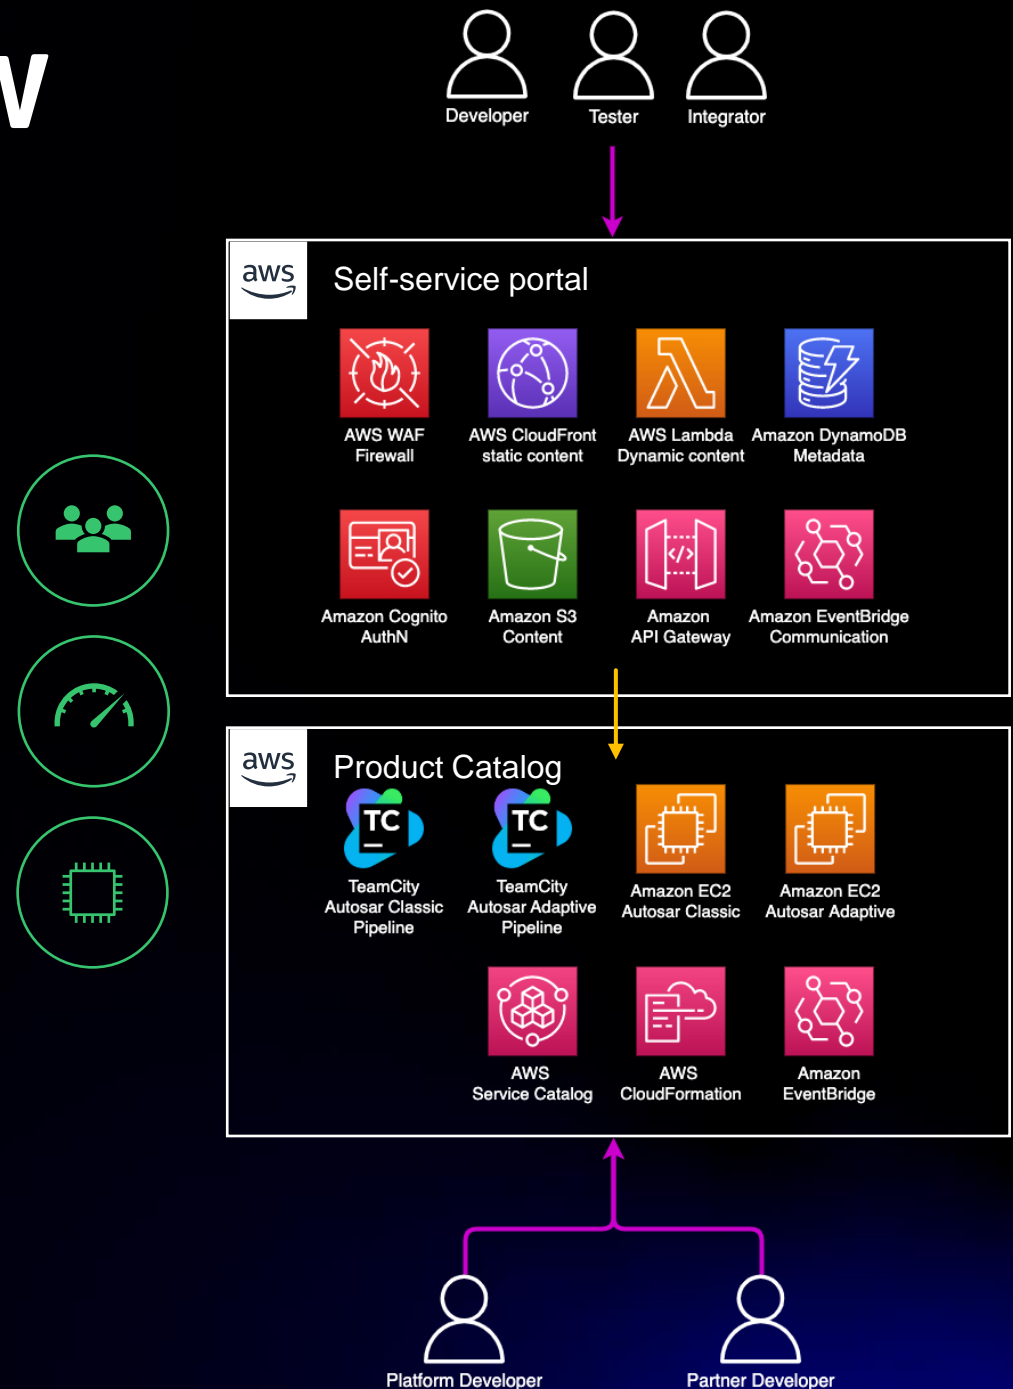 w
Developer
Tester
Integrator
aws
Self-service portal
AWS WAF
Firewall
AWS CloudFront
static content
AWS Lambda
Dynamic content
Amazon DynamoDB
Metadata
Amazon Cognito
AuthN
Amazon S3
Content
Amazon
API Gateway
Amazon EventBridge
Communication
aws
Product Catalog
TC
TeamCity
Autosar Classic
Pipeline
TC
TeamCity
Autosar Adaptive
Pipeline
Amazon EC2
Autosar Classic
Amazon EC2
Autosar Adaptive
AWS
Service Catalog
AWS
CloudFormation
Amazon
EventBridge
Platform Developer
Partner Developer